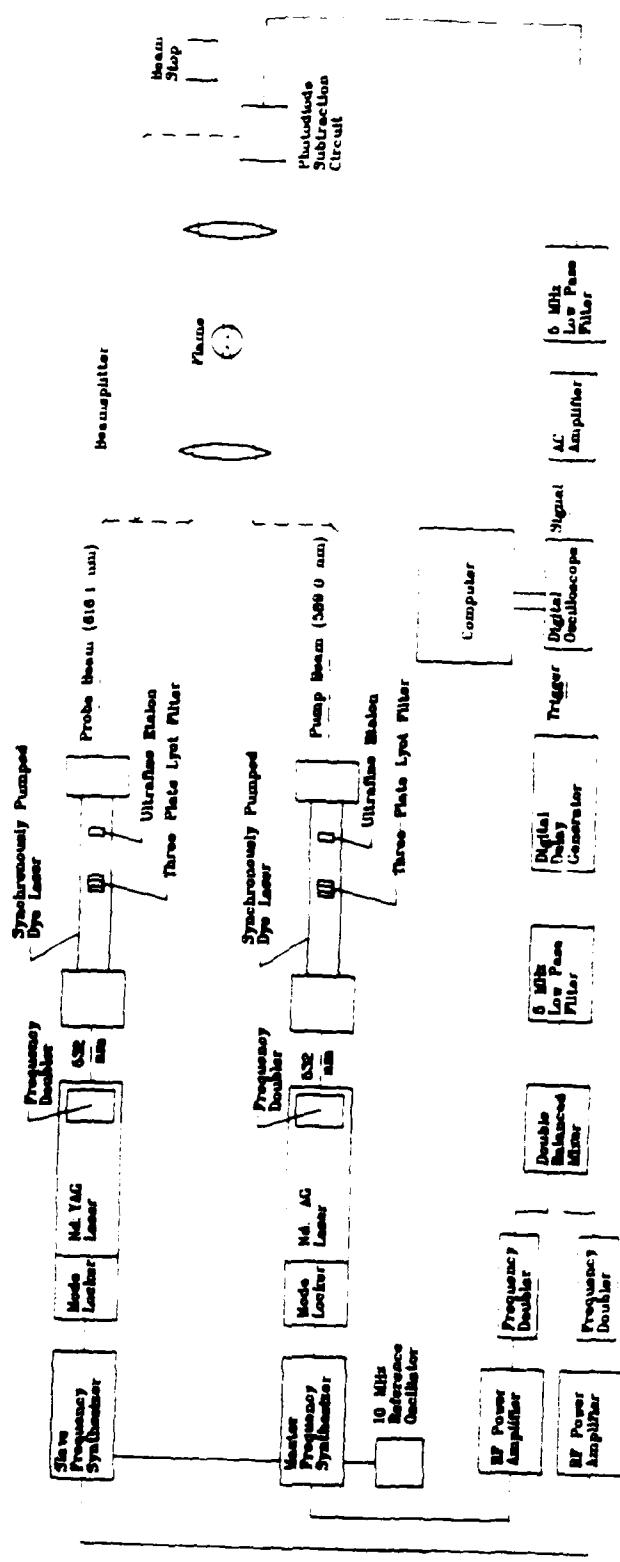 Slave
Frequency
Synthesizer
Mode
Locker
Nd. YAG
Laser
Frequency
Doubler
532
nm
Synchronously Pumped
Dye Laser
Probe Beam (616 1 nm)
Ultrafine Etalon
Three Plate Lyot Filter
Master
Frequency
Synthesizer
10 MHz
Reference
Oscillator
Mode
Locker
Nd. AG
Laser
Frequency
Doubler
532
nm
Synchronously Pumped
Dye Laser
Pump Beam (589 0 nm)
Ultrafine Etalon
Three Plate Lyot Filter
Beamsplitter
Flame
Beam
Stop
Photodiode
Subtraction
Circuit
RF Power
Amplifier
RF Power
Amplifier
Frequency
Doubler
Frequency
Doubler
Double
Balanced
Mixer
5 MHz
Low Pass
Filter
Digital
Delay
Generator
Trigger
Computer
Digital
Oscilloscope
Signal
AC
Amplifier
5 MHz
Low Pass
Filter